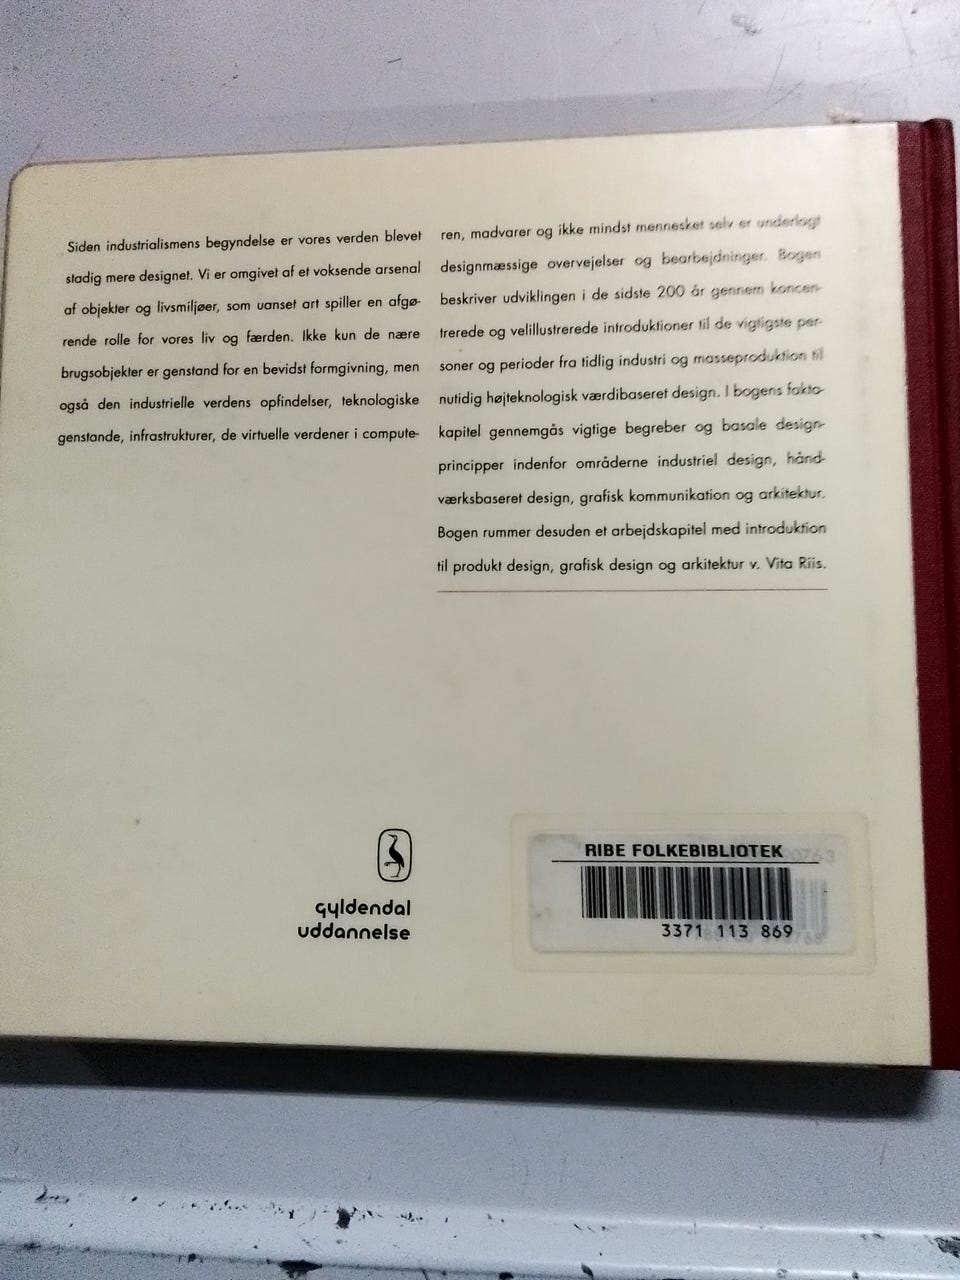 Siden industrialismens begyndelse er vores verden blevet
stadig mere designet. Vi er omgivet af et voksende arsenal
af objekter og livsmiljøer, som uanset art spiller en afgø-
rende rolle for vores liv og færden. Ikke kun de nære
brugsobjekter er genstand for en bevidst formgivning, men
også den industrielle verdens opfindelser, teknologiske
genstande, infrastrukturer, de virtuelle verdener i compute-
ren, madvarer og ikke mindst mennesket selv er underlagt
designmæssige overvejelser og bearbejdninger. Bogen
beskriver udviklingen i de sidste 200 år gennem koncen-
trerede og velillustrerede introduktioner til de vigtigste per-
soner og perioder fra tidlig industri og masseproduktion til
nutidig højteknologisk værdibaseret design. I bogens fakta-
kapitel gennemgås vigtige begreber og basale design-
principper indenfor områderne industriel design, hånd-
værksbaseret design, grafisk kommunikation og arkitektur.
Bogen rummer desuden et arbejdskapitel med introduktion
til produkt design, grafisk design og arkitektur v. Vita Riis.
gyldendal
uddannelse
RIBE FOLKEBIBLIOTEK
3371 113 869